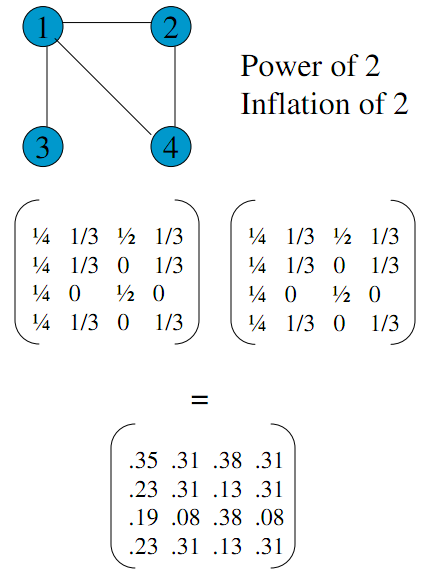 1 2
Power of 2
Inflation of 2
3 4
¼ 1/3 ½ 1/3 ¼ 1/3 ½ 1/3
¼ 1/3 0 1/3 ¼ 1/3 0 1/3
¼ 0 ½ 0 ¼ 0 ½ 0
¼ 1/3 0 1/3 ¼ 1/3 0 1/3
=
.35 .31 .38 .31
.23 .31 .13 .31
.19 .08 .38 .08
.23 .31 .13 .31